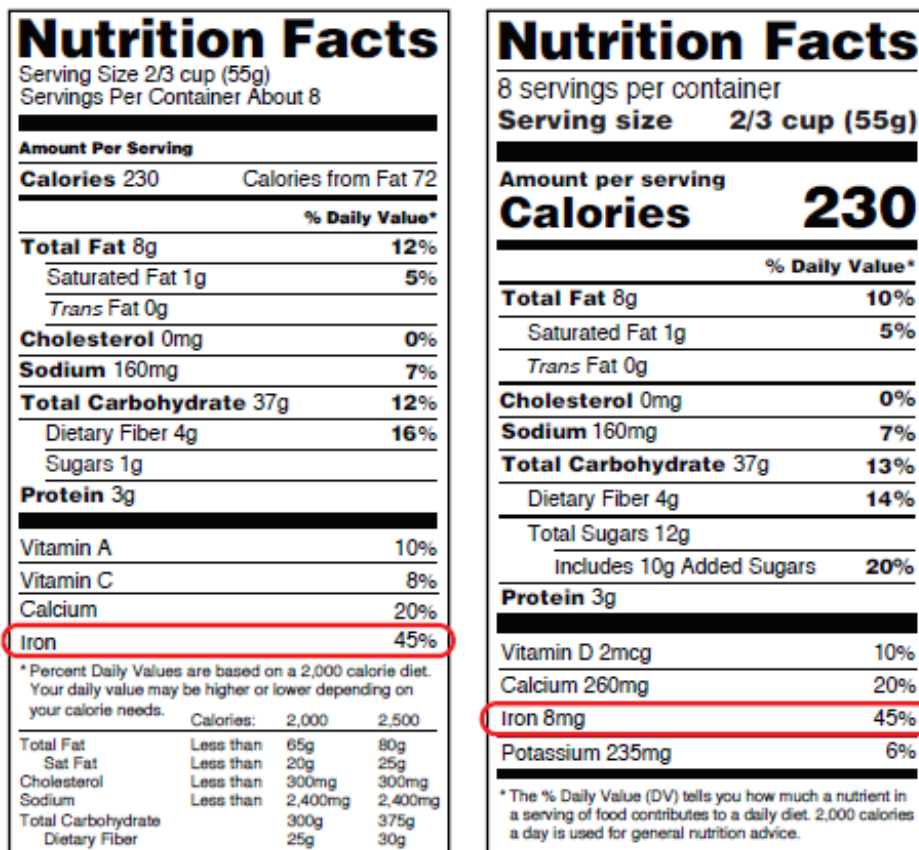 Nutrition Facts
Serving Size 2/3 cup (55g)
Servings Per Container About 8
Amount Per Serving
Calories 230 Calories from Fat 72
% Daily Value*
Total Fat 8g 12%
Saturated Fat 1g 5%
Trans Fat 0g
Cholesterol 0mg 0%
Sodium 160mg 7%
Total Carbohydrate 37g 12%
Dietary Fiber 4g 16%
Sugars 1g
Protein 3g
Vitamin A 10%
Vitamin C 8%
Calcium 20%
Iron 45%
* Percent Daily Values are based on a 2,000 calorie diet.
Your daily value may be higher or lower depending on
your calorie needs.
Calories: 2,000 2,500
Total Fat Less than 65g 80g
Sat Fat Less than 20g 25g
Cholesterol Less than 300mg 300mg
Sodium Less than 2,400mg 2,400mg
Total Carbohydrate 300g 375g
Dietary Fiber 25g 30g
Nutrition Facts
8 servings per container
Serving size 2/3 cup (55g)
Amount per serving
Calories 230
% Daily Value*
Total Fat 8g 10%
Saturated Fat 1g 5%
Trans Fat 0g
Cholesterol 0mg 0%
Sodium 160mg 7%
Total Carbohydrate 37g 13%
Dietary Fiber 4g 14%
Total Sugars 12g
Includes 10g Added Sugars 20%
Protein 3g
Vitamin D 2mcg 10%
Calcium 260mg 20%
Iron 8mg 45%
Potassium 235mg 6%
* The % Daily Value (DV) tells you how much a nutrient in
a serving of food contributes to a daily diet. 2,000 calories
a day is used for general nutrition advice.